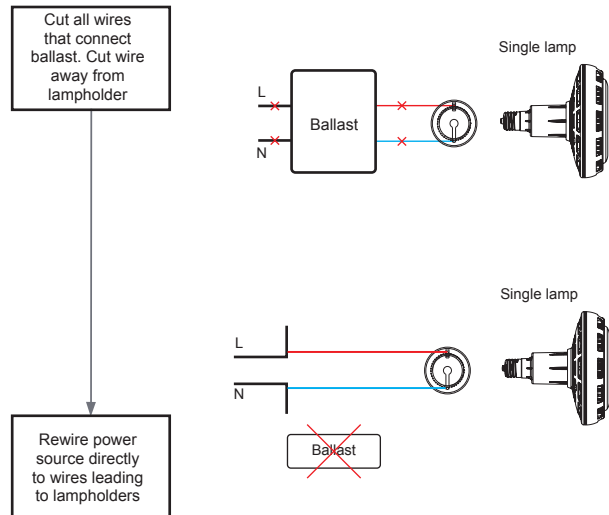 Cut all wires
that connect
ballast. Cut wire
away from
lampholder
Single lamp
L
Ballast
N
Single lamp
L
N
Ballast
Rewire power
source directly
to wires leading
to lampholders